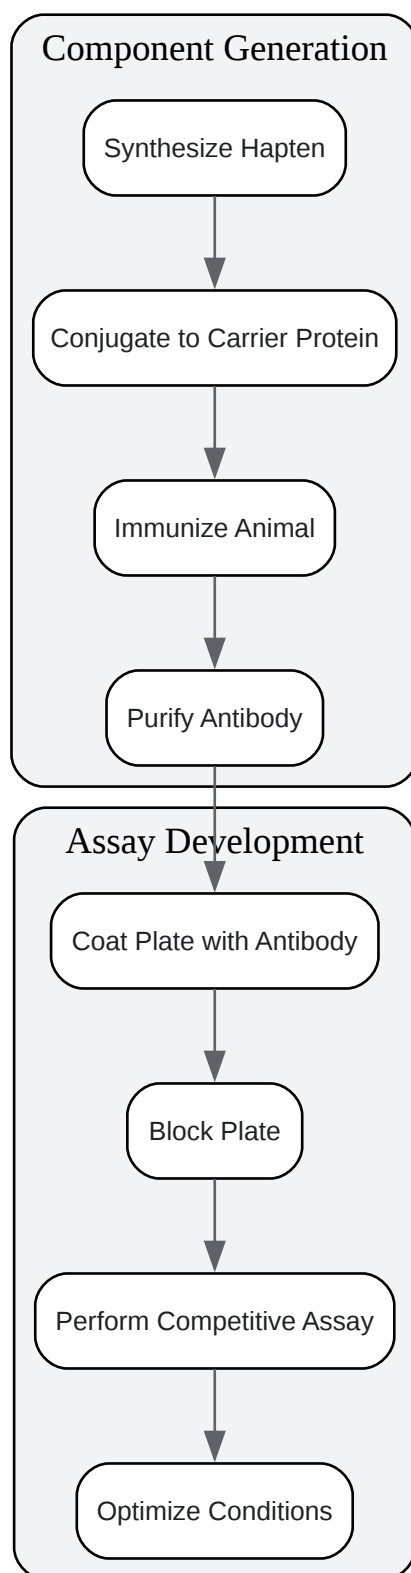 Component Generation
Synthesize Hapten
Conjugate to Carrier Protein
Immunize Animal
Purify Antibody
Assay Development
Coat Plate with Antibody
Block Plate
Perform Competitive Assay
Optimize Conditions